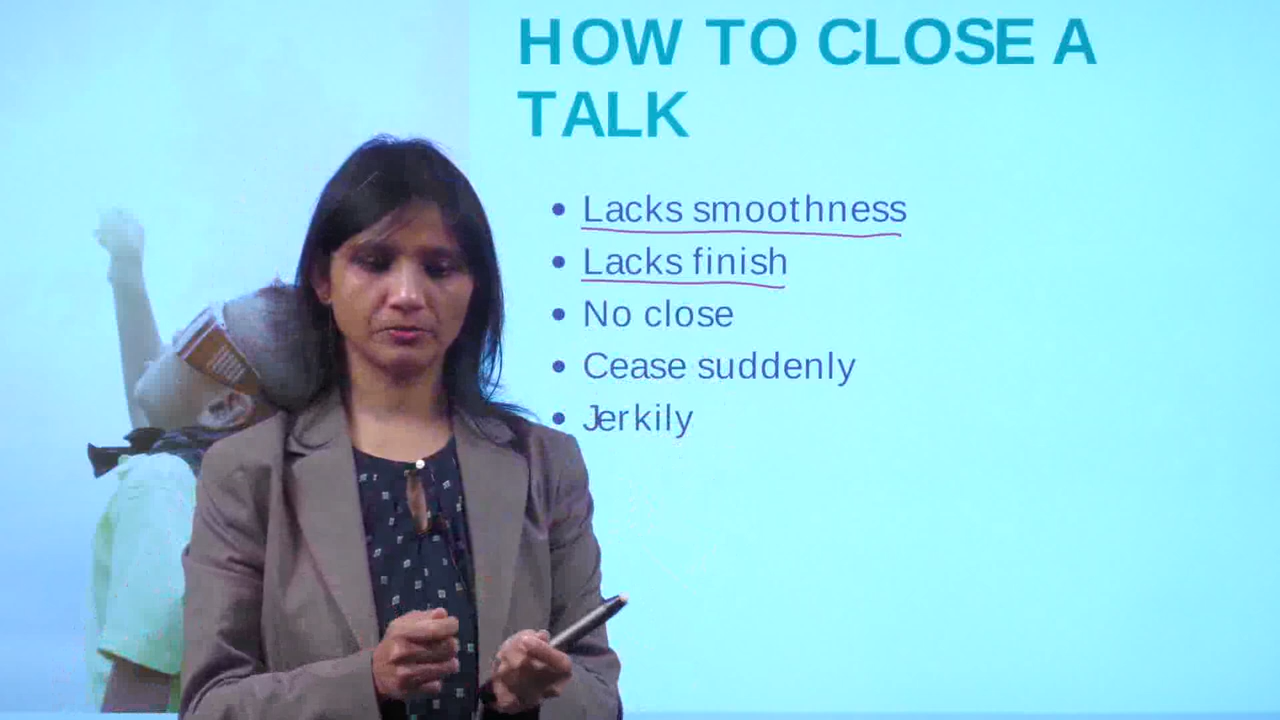 HOW TO CLOSE A
TALK
Lacks smoothness
Lacks finish
No close
Cease suddenly
Jerkily